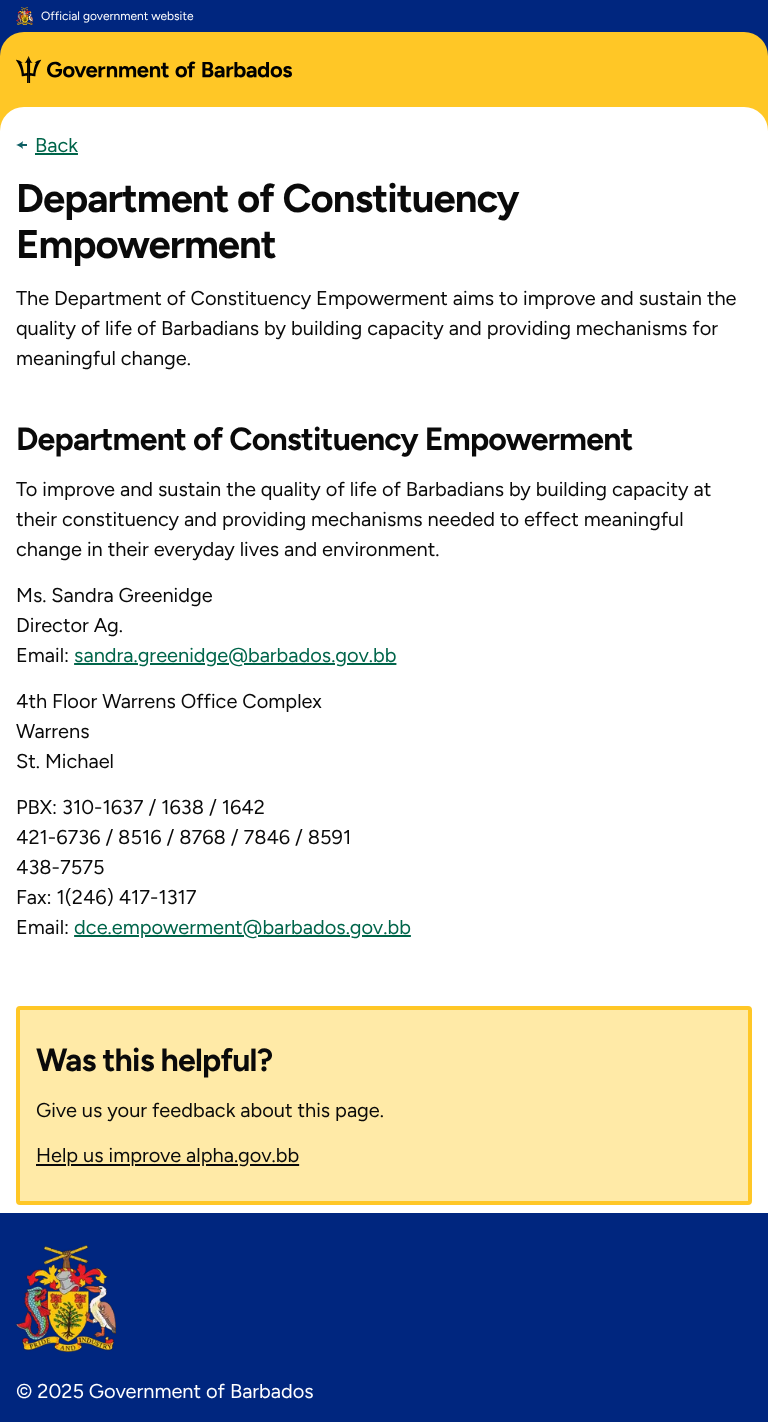 Official government website
Government of Barbados
Back
Department of Constituency
Empowerment
The Department of Constituency Empowerment aims to improve and sustain the
quality of life of Barbadians by building capacity and providing mechanisms for
meaningful change.
Department of Constituency Empowerment
To improve and sustain the quality of life of Barbadians by building capacity at
their constituency and providing mechanisms needed to effect meaningful
change in their everyday lives and environment.
Ms. Sandra Greenidge
Director Ag.
Email: sandra.greenidge@barbados.gov.bb
4th Floor Warrens Office Complex
Warrens
St. Michael
PBX: 310-1637 / 1638 / 1642
421-6736 / 8516 / 8768 / 7846 / 8591
438-7575
Fax: 1(246) 417-1317
Email: dce.empowerment@barbados.gov.bb
Was this helpful?
Give us your feedback about this page.
Help us improve alpha.gov.bb
PRIDE AND INDUSTRY
© 2025 Government of Barbados